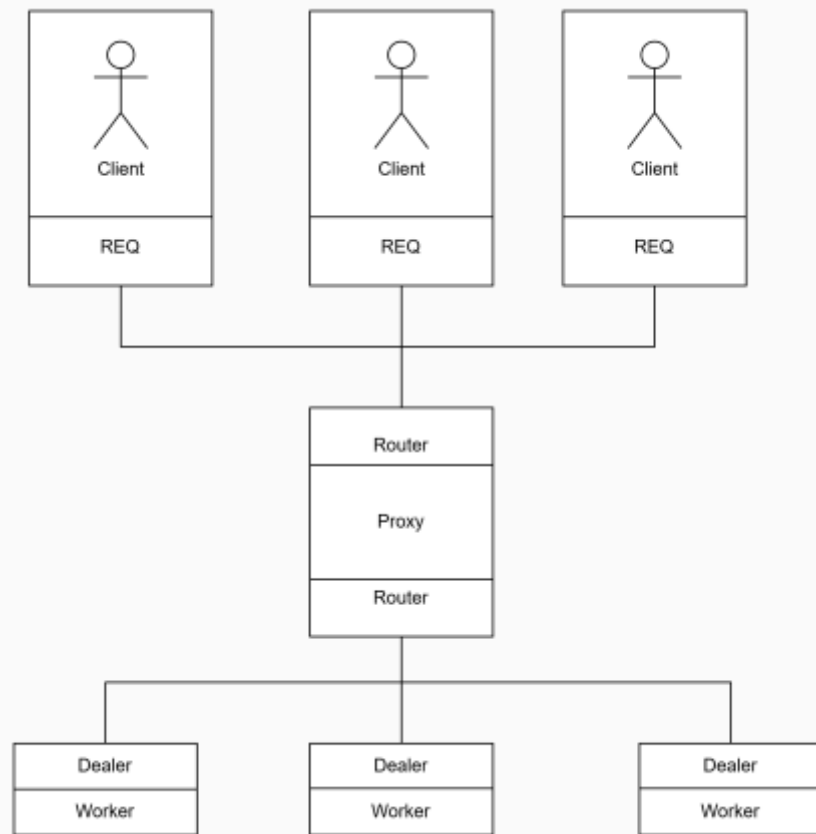 Client
Client
Client
REQ
REQ
REQ
Router
Proxy
Router
Dealer
Dealer
Dealer
Worker
Worker
Worker